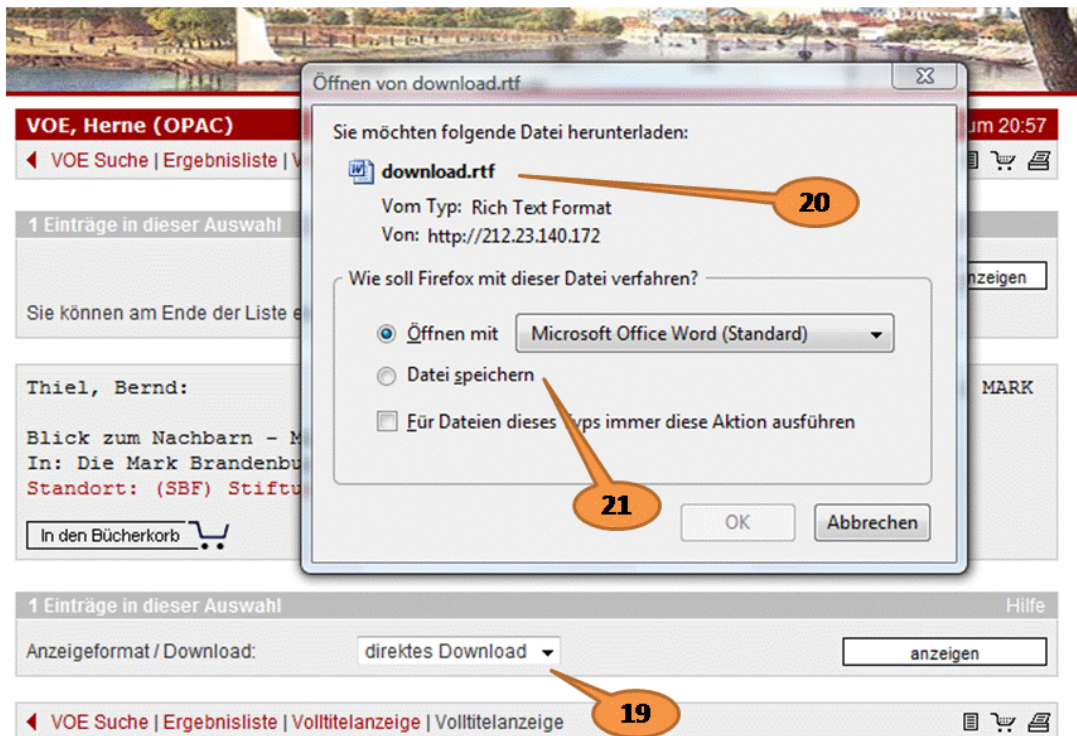 Öffnen von download.rtf
VOE, Herne (OPAC)
um 20:57
VOE Suche | Ergebnisliste | V
Sie möchten folgende Datei herunterladen:
download.rtf
20
Vom Typ: Rich Text Format
Von: http://212.23.140.172
1 Einträge in dieser Auswahl
nzeigen
Sie können am Ende der Liste e
Wie soll Firefox mit dieser Datei verfahren?
Öffnen mit Microsoft Office Word (Standard)
Datei speichern
Für Dateien dieses Typs immer diese Aktion ausführen
21
OK Abbrechen
Thiel, Bernd:
MARK
Blick zum Nachbarn - M
In: Die Mark Brandenbu
Standort: (SBF) Stiftu
In den Bücherkorb
1 Einträge in dieser Auswahl Hilfe
Anzeigeformat / Download: direktes Download anzeigen
19
VOE Suche | Ergebnisliste | Volltitelanzeige | Volltitelanzeige